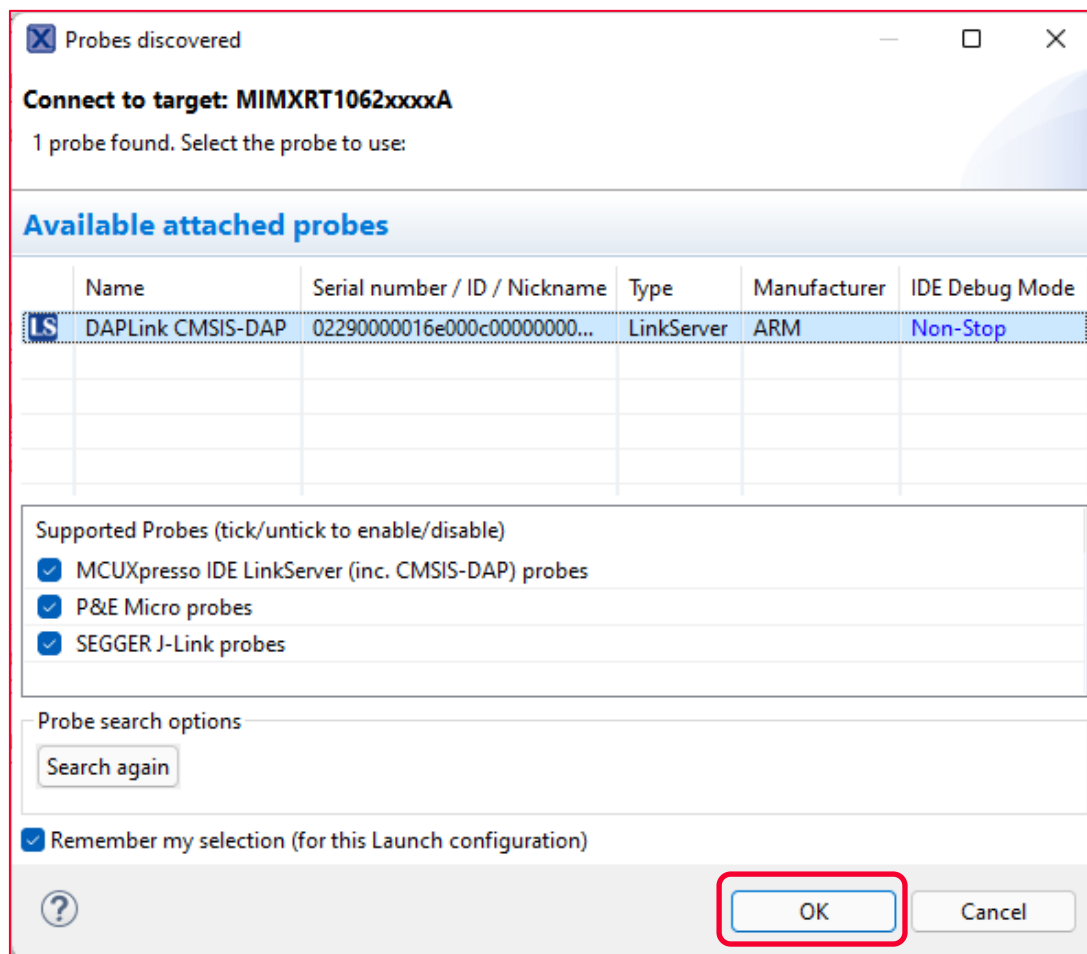 Probes discovered
Connect to target: MIMXRT1062xxxxA
1 probe found. Select the probe to use:
Available attached probes
Name Serial number / ID / Nickname Type Manufacturer IDE Debug Mode
LS DAPLink CMSIS-DAP 02290000016e000c00000000... LinkServer ARM Non-Stop
Supported Probes (tick/untick to enable/disable)
MCUXpresso IDE LinkServer (inc. CMSIS-DAP) probes
P&E Micro probes
SEGGER J-Link probes
Probe search options
Search again
Remember my selection (for this Launch configuration)
? OK Cancel